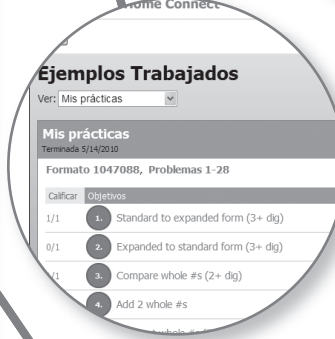 Home Connect
Ejemplos Trabajados
Ver: Mis prácticas
Mis prácticas
Terminada 5/14/2010
Formato 1047088, Problemas 1-28
Calificar Objetivos
1/1 1. Standard to expanded form (3+ dig)
0/1 2. Expanded to standard form (3+ dig)
/1 3. Compare whole #s (2+ dig)
4. Add 2 whole #s
whole #s